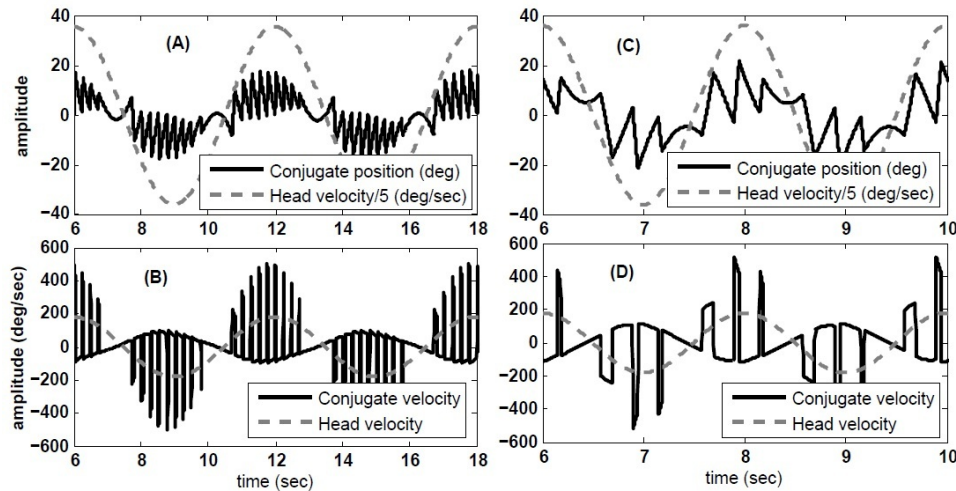 40
20
0
−20
−40
amplitude
(A)
Conjugate position (deg)
Head velocity/5 (deg/sec)
6 8 10 12 14 16 18
40
20
0
−20
−40
(C)
Conjugate position (deg)
Head velocity/5 (deg/sec)
6 7 8 9 10
600
400
200
0
−200
−400
−600
amplitude (deg/sec)
(B)
Conjugate velocity
Head velocity
6 8 10 12 14 16 18
time (sec)
600
400
200
0
−200
−400
−600
(D)
Conjugate velocity
Head velocity
6 7 8 9 10
time (sec)